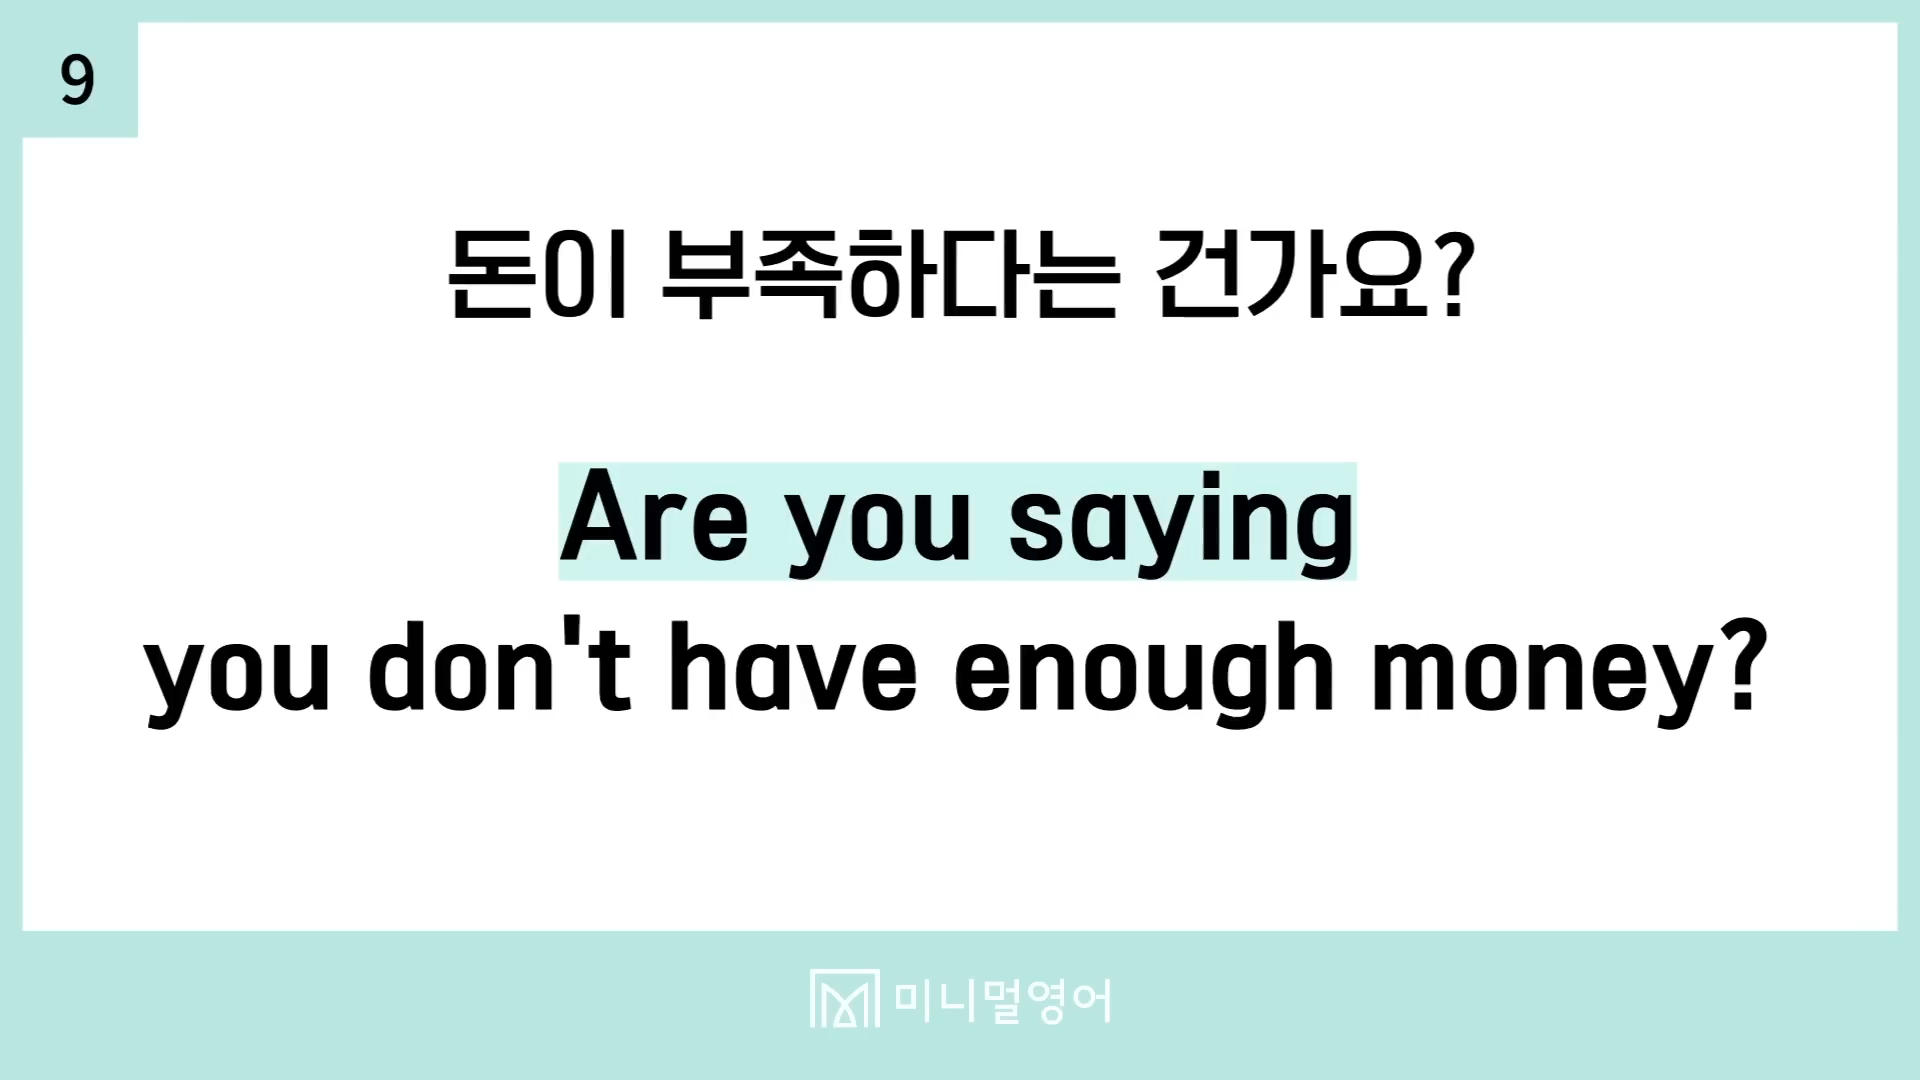 9
돈이 부족하다는 건가요?
Are you saying
you don't have enough money?
미니멀영어